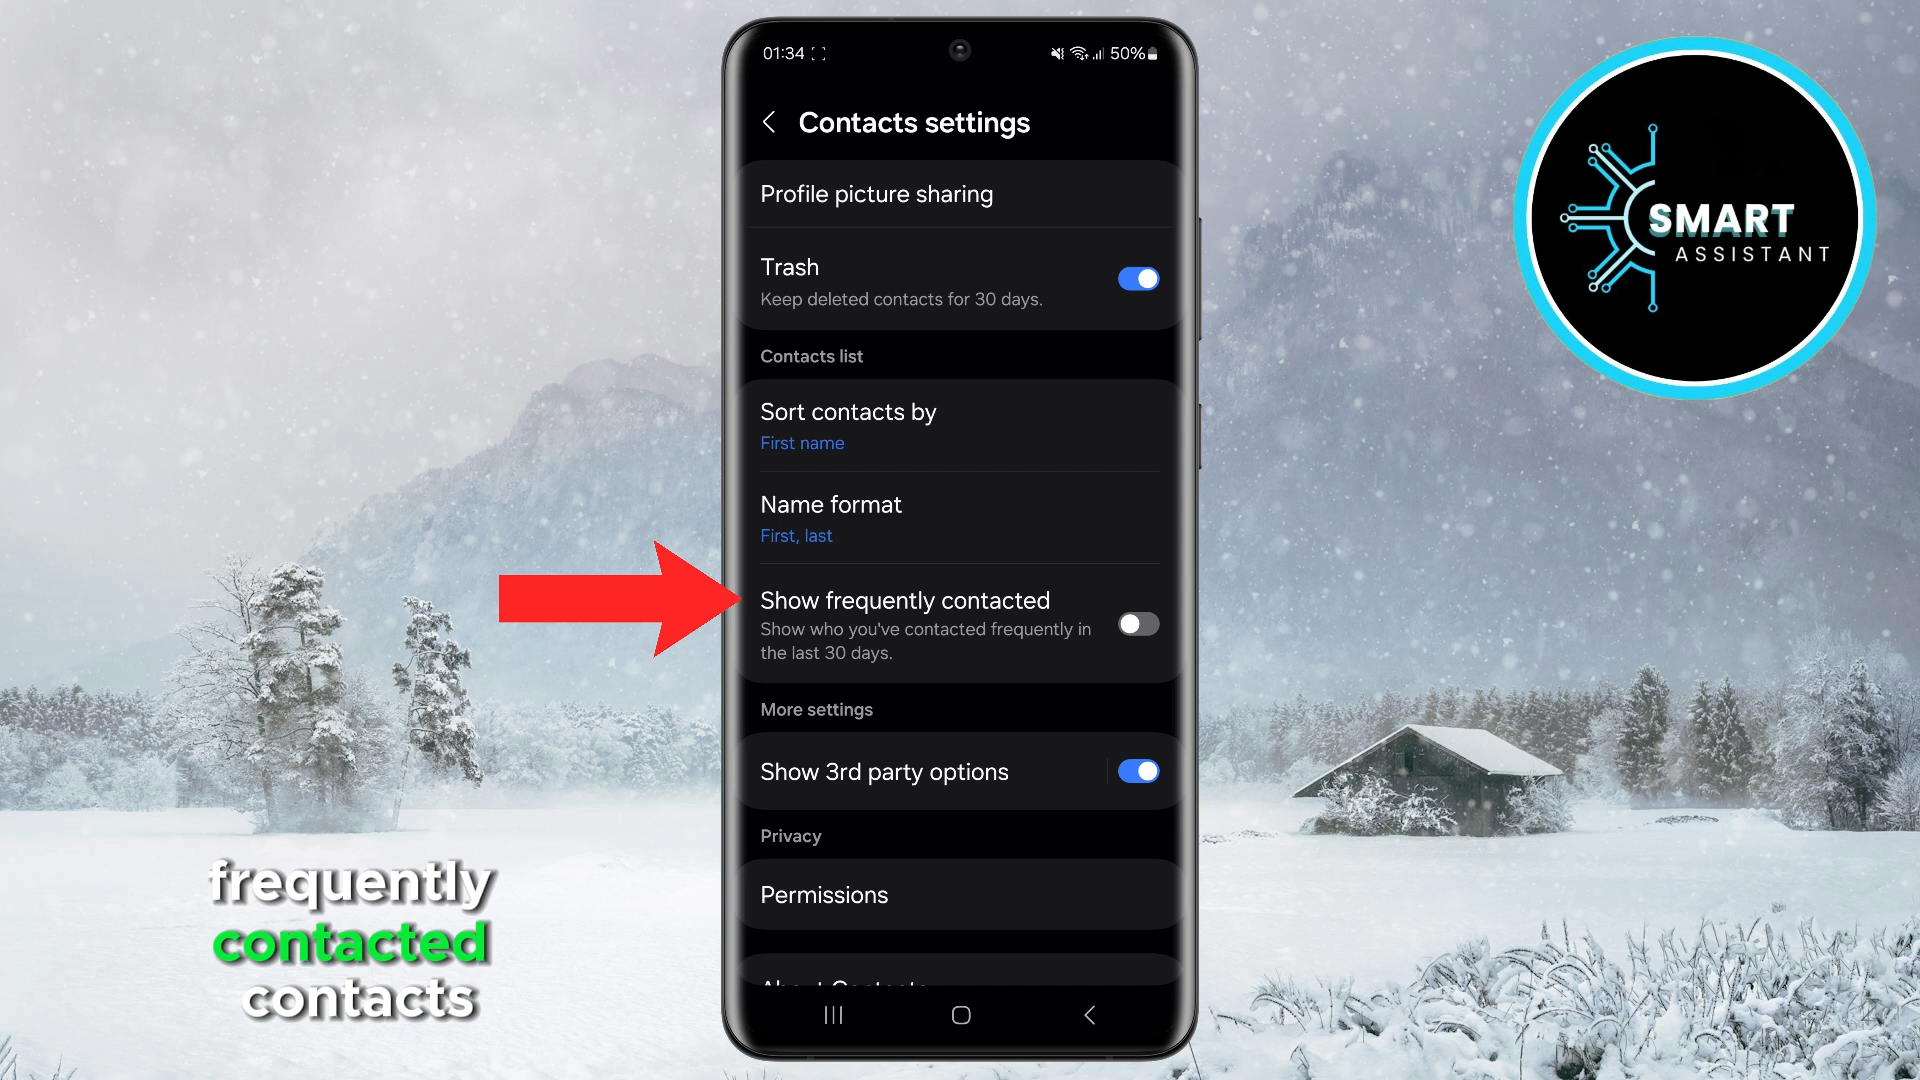 01:34
50%
Contacts settings
Profile picture sharing
Trash
Keep deleted contacts for 30 days.
Contacts list
Sort contacts by
First name
Name format
First, last
Show frequently contacted
Show who you've contacted frequently in
the last 30 days.
More settings
Show 3rd party options
Privacy
Permissions
About Contacts
SMART
ASSISTANT
frequently
contacted
contacts